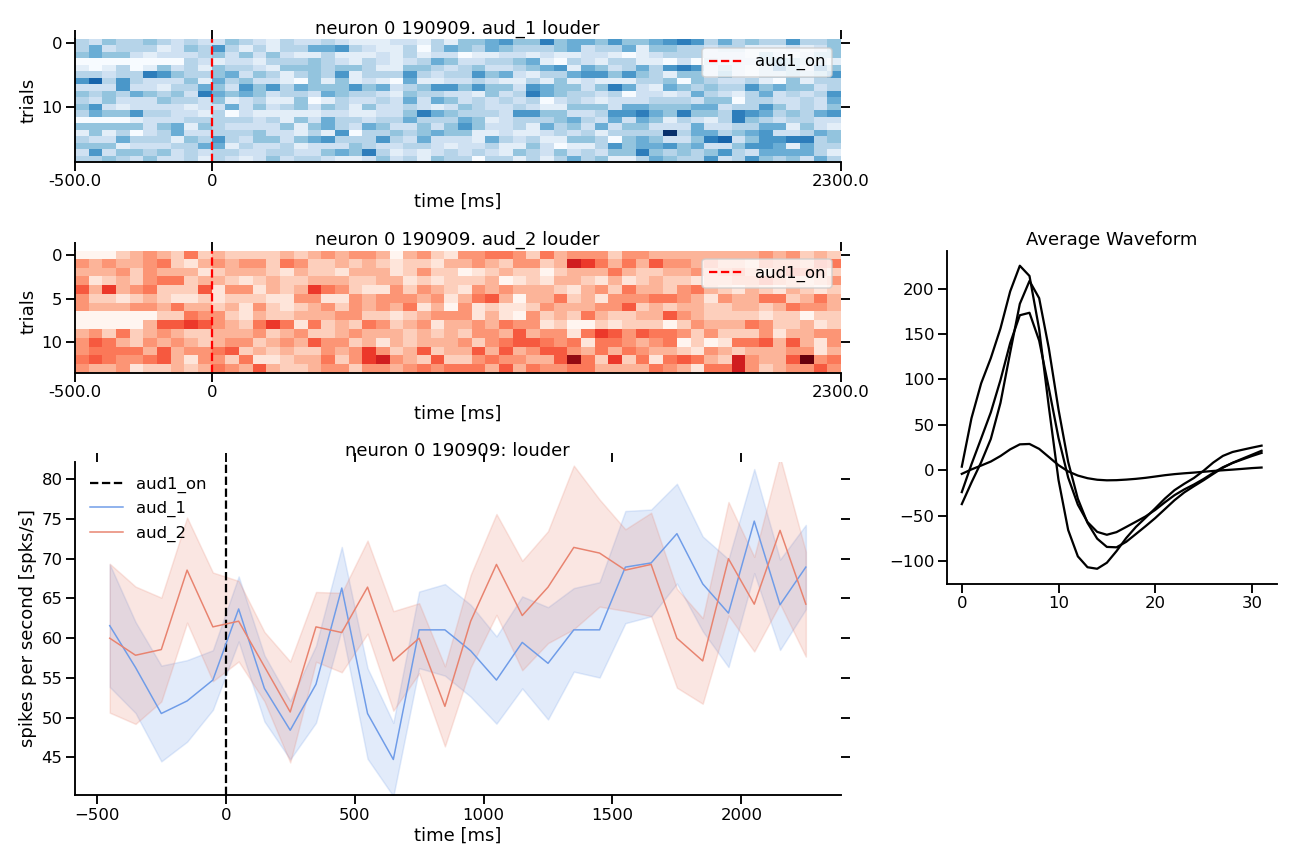 neuron 0 190909. aud_1 louder
0
10
trials
aud1_on
-500.0
0
2300.0
time [ms]
neuron 0 190909. aud_2 louder
0
5
10
trials
aud1_on
-500.0
0
2300.0
time [ms]
neuron 0 190909: louder
80
75
70
65
60
55
50
45
spikes per second [spks/s]
aud1_on
aud_1
aud_2
−500
0
500
1000
1500
2000
time [ms]
Average Waveform
200
150
100
50
0
−50
−100
0
10
20
30